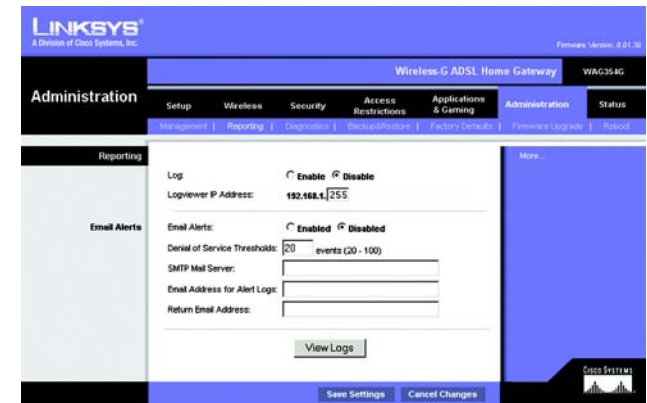 LINKSYS®
A Division of Cisco Systems, Inc.
Firmware Version: 0.01.30
Wireless-G ADSL Home Gateway WAG354G
Administration
Setup Wireless Security Access Restrictions Applications & Gaming Administration Status
Management | Reporting | Diagnostics | Backup&Restore | Factory Defaults | Firmware Upgrade | Reboot
Reporting
More...
Log: Enable Disable
Logviewer IP Address: 192.168.1. 255
Email Alerts
Email Alerts: Enabled Disabled
Denial of Service Thresholds: 20 events (20 - 100)
SMTP Mail Server:
Email Address for Alert Logs:
Return Email Address:
View Logs
Save Settings Cancel Changes
CISCO SYSTEMS